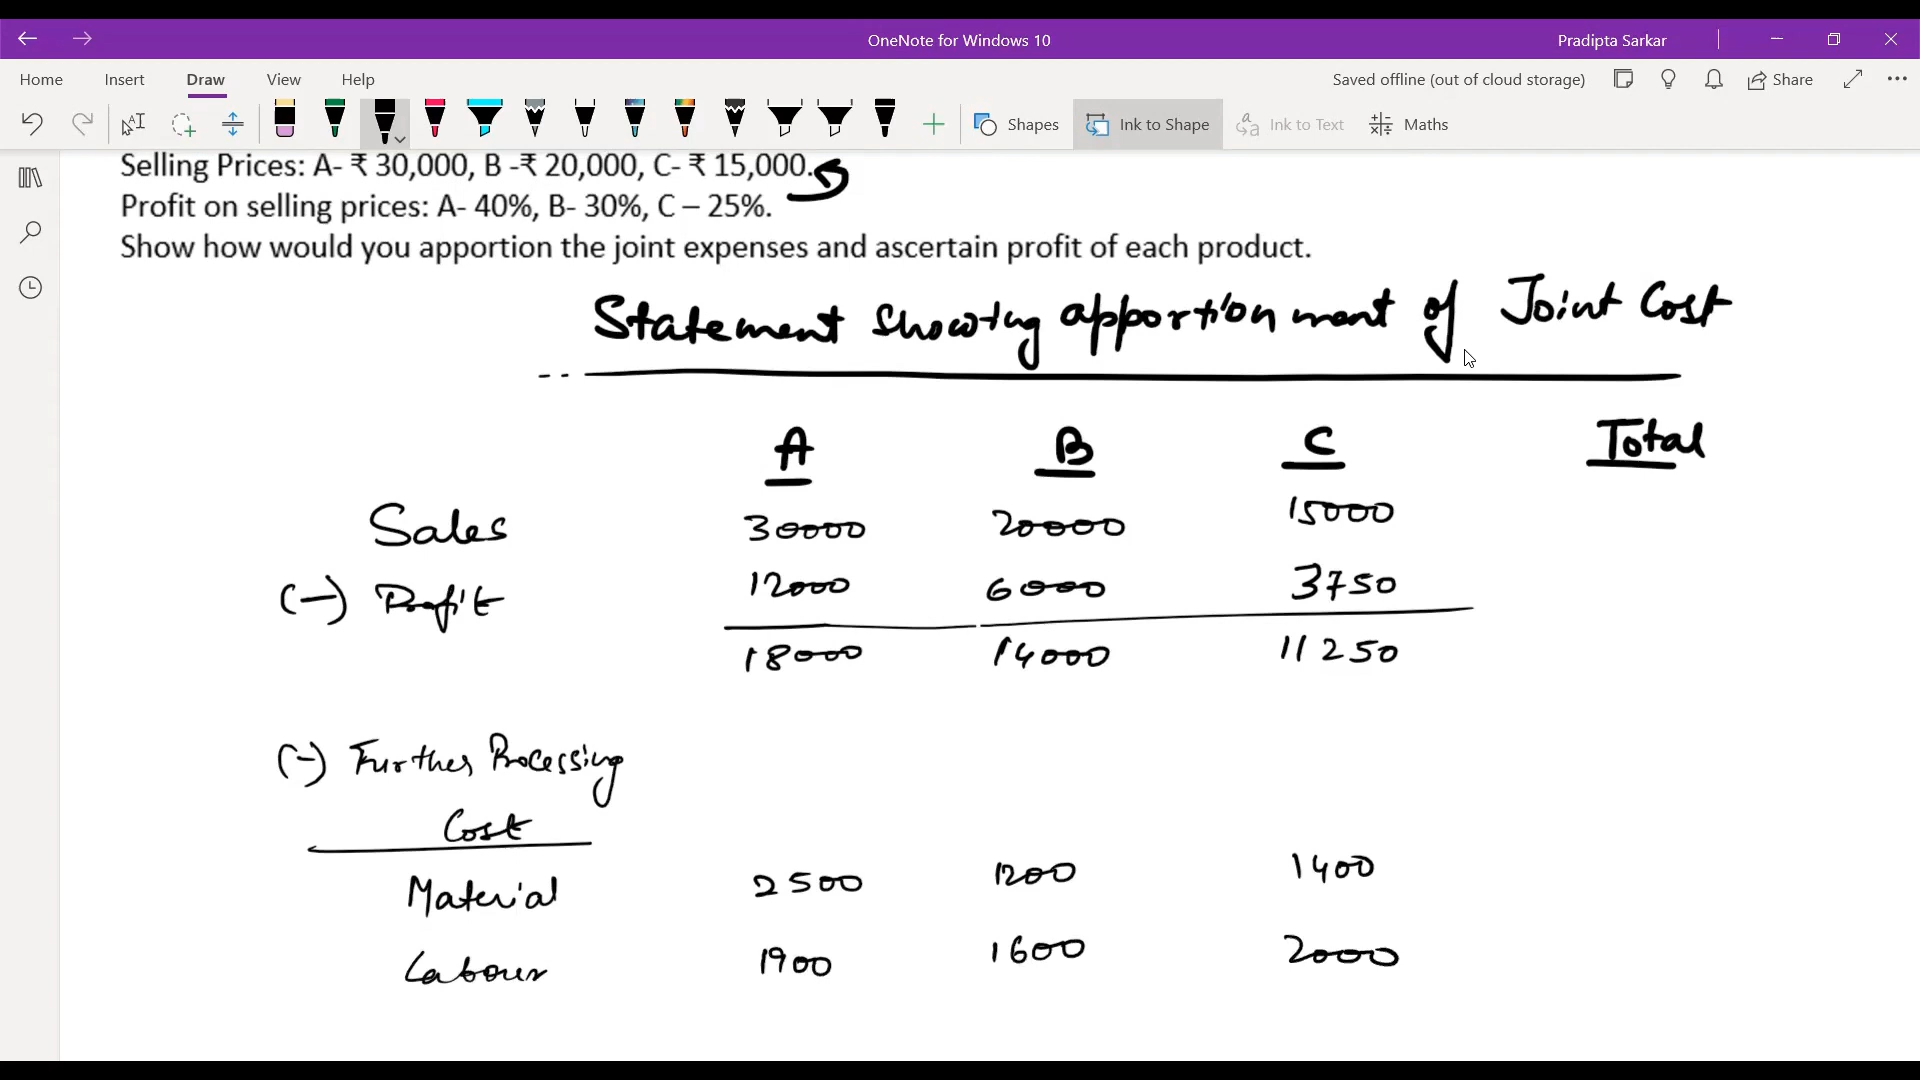 OneNote for Windows 10
Pradipta Sarkar
Home Insert Draw View Help Saved offline (out of cloud storage) Share
Shapes Ink to Shape Ink to Text Maths
Selling Prices: A- ₹ 30,000, B -₹ 20,000, C- ₹ 15,000.
Profit on selling prices: A- 40%, B- 30%, C – 25%.
Show how would you apportion the joint expenses and ascertain profit of each product.
Statement showing apportionment of Joint Cost
A B C Total
Sales 30000 20000 15000
(-) Profit 12000 6000 3750
18000 14000 11250
(-) Further Processing
Cost
Material 2500 1200 1400
Labour 1900 1600 2000